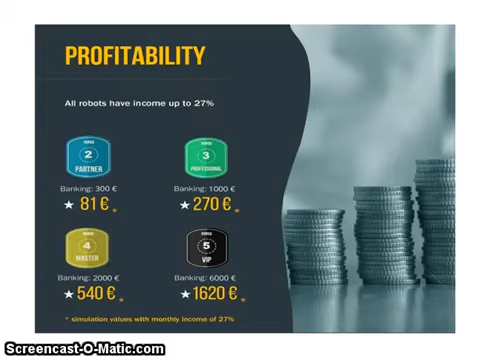 PROFITABILITY
All robots have income up to 27%
2
PARTNER
Banking: 300 €
★ 81 € *
3
PROFESSIONAL
Banking: 1000 €
★ 270 € *
4
MASTER
Banking: 2000 €
★ 540 € *
5
VIP
Banking: 6000 €
★ 1620 € *
* simulation values with monthly income of 27%
Screencast-O-Matic.com